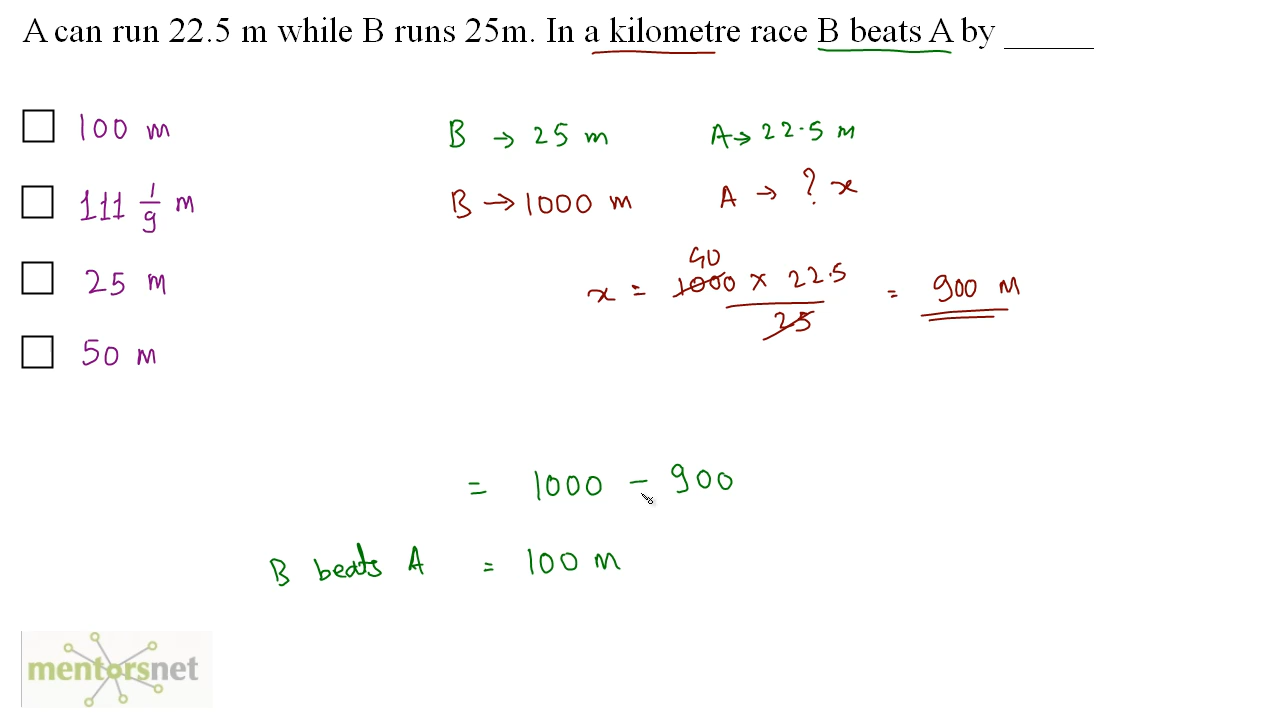 A can run 22.5 m while B runs 25m. In a kilometre race B beats A by ______
100 m
111 1/9 m
25 m
50 m
B → 25 m A → 22.5 m
B → 1000 m A → ? x
40
x = 1000 x 22.5 = 900 m
25
= 1000 - 900
B beats A = 100 m
mentorsnet